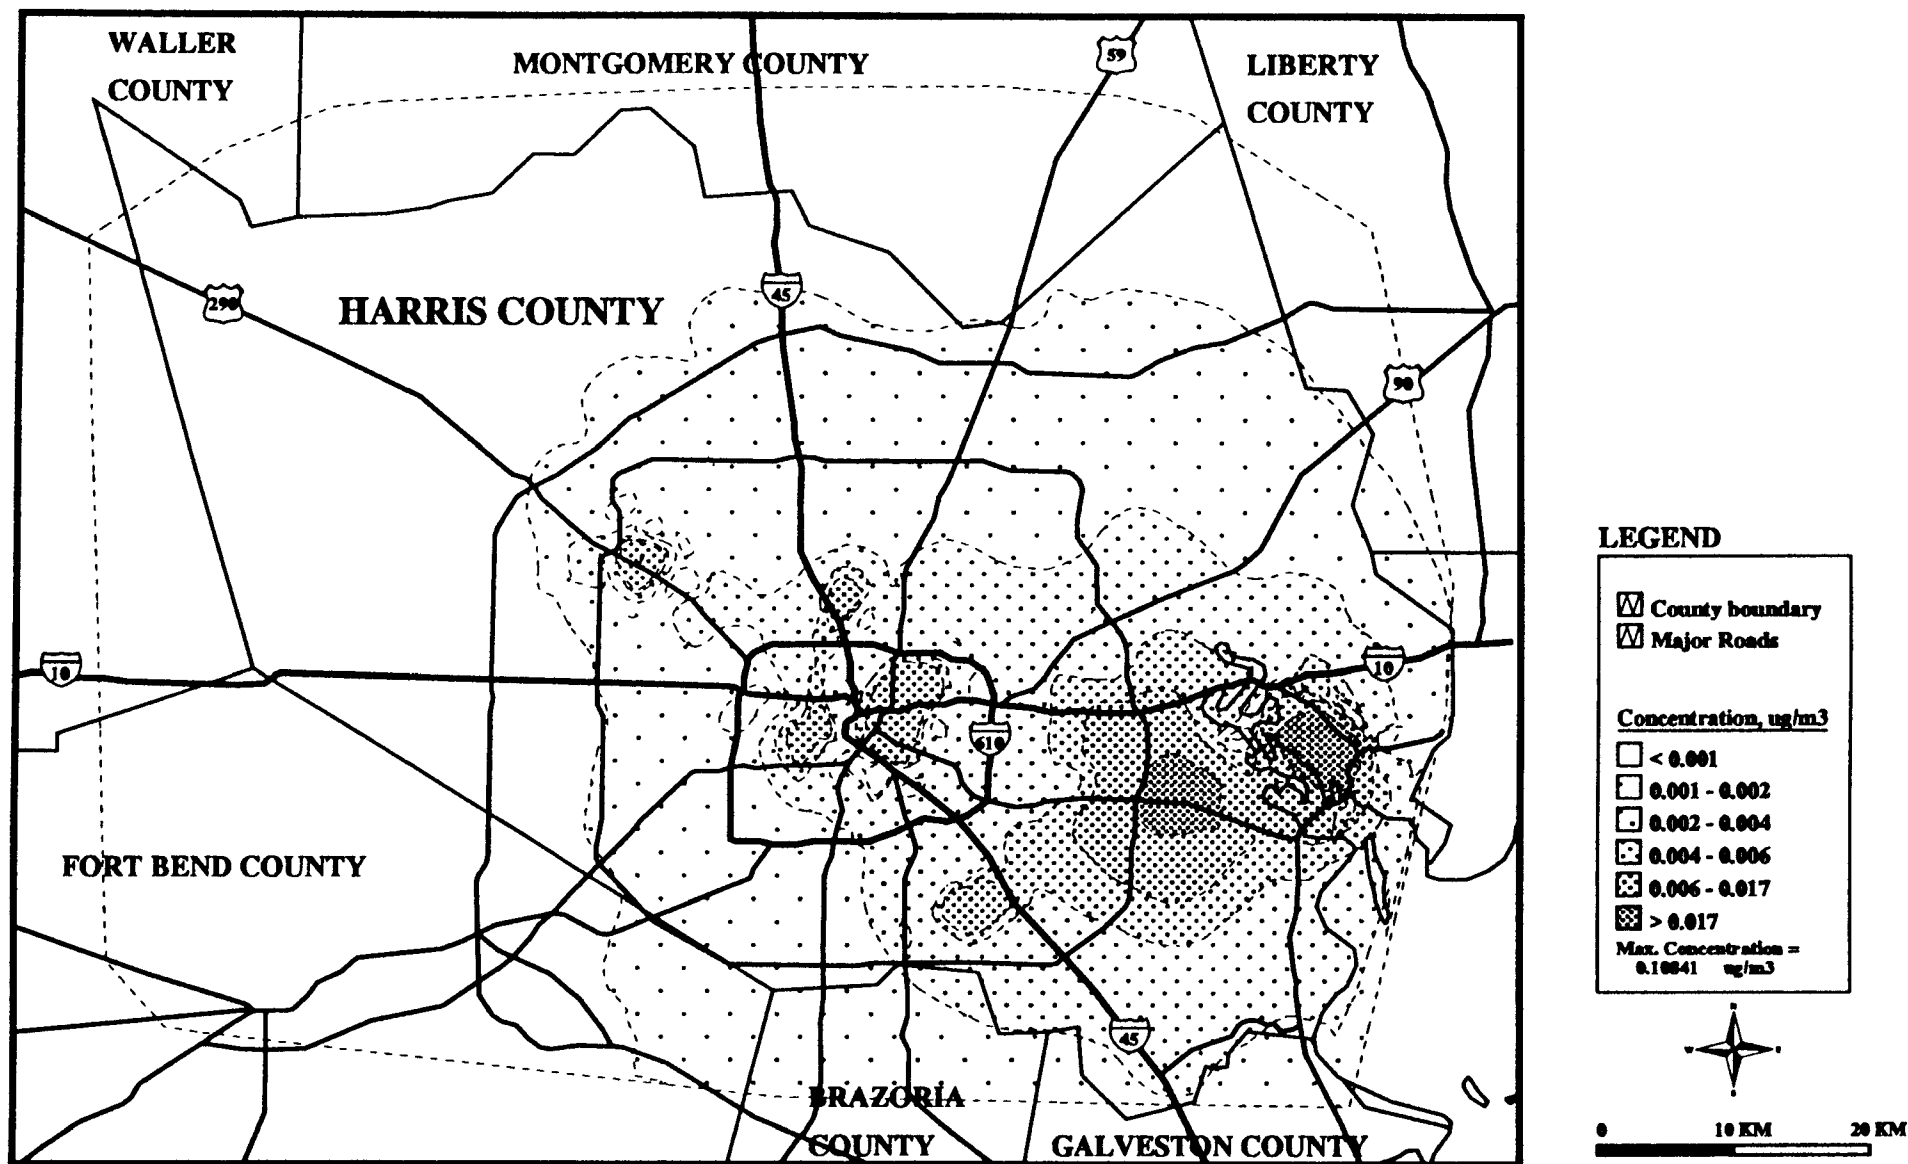 WALLER
COUNTY
MONTGOMERY COUNTY
59
LIBERTY
COUNTY
290
HARRIS COUNTY
45
90
10
10
610
FORT BEND COUNTY
45
BRAZORIA
COUNTY
GALVESTON COUNTY
LEGEND
County boundary
Major Roads
Concentration, ug/m3
< 0.001
0.001 - 0.002
0.002 - 0.004
0.004 - 0.006
0.006 - 0.017
> 0.017
Max. Concentration =
0.10841 ug/m3
0 10 KM 20 KM